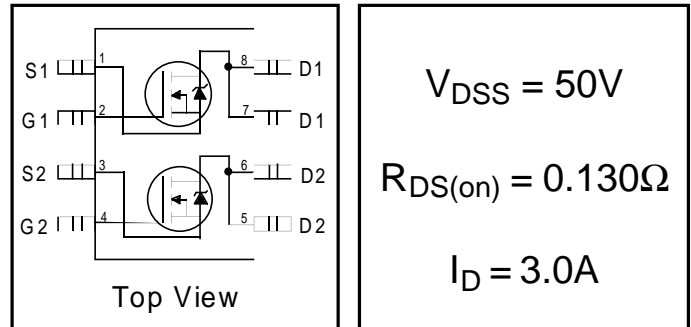 S1 1 8 D1
G1 2 7 D1
S2 3 6 D2
G2 4 5 D2
Top View
VDSS = 50V
RDS(on) = 0.130Ω
ID = 3.0A